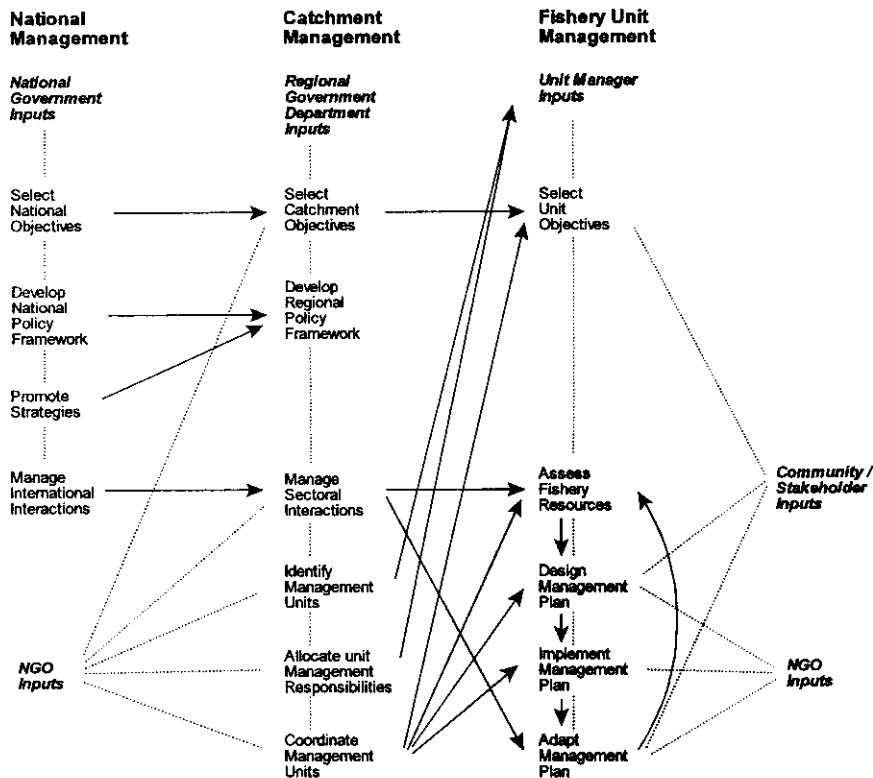 National
Management
National
Government
Inputs
Select
National
Objectives
Develop
National
Policy
Framework
Promote
Strategies
Manage
International
Interactions
NGO
Inputs
Catchment
Management
Regional
Government
Department
Inputs
Select
Catchment
Objectives
Develop
Regional
Policy
Framework
Manage
Sectoral
Interactions
Identify
Management
Units
Allocate unit
Management
Responsibilities
Coordinate
Management
Units
Fishery Unit
Management
Unit Manager
Inputs
Select
Unit
Objectives
Assess
Fishery
Resources
Design
Management
Plan
Implement
Management
Plan
Adapt
Management
Plan
Community /
Stakeholder
Inputs
NGO
Inputs